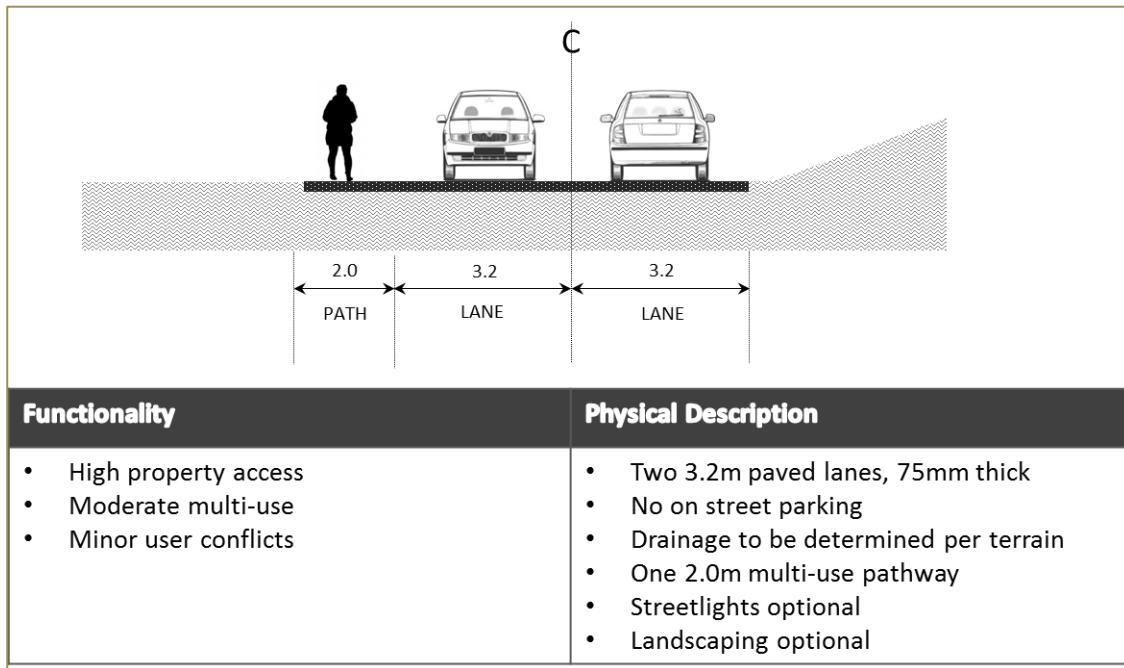 C
2.0 3.2 3.2
PATH LANE LANE
Functionality
• High property access
• Moderate multi-use
• Minor user conflicts
Physical Description
• Two 3.2m paved lanes, 75mm thick
• No on street parking
• Drainage to be determined per terrain
• One 2.0m multi-use pathway
• Streetlights optional
• Landscaping optional